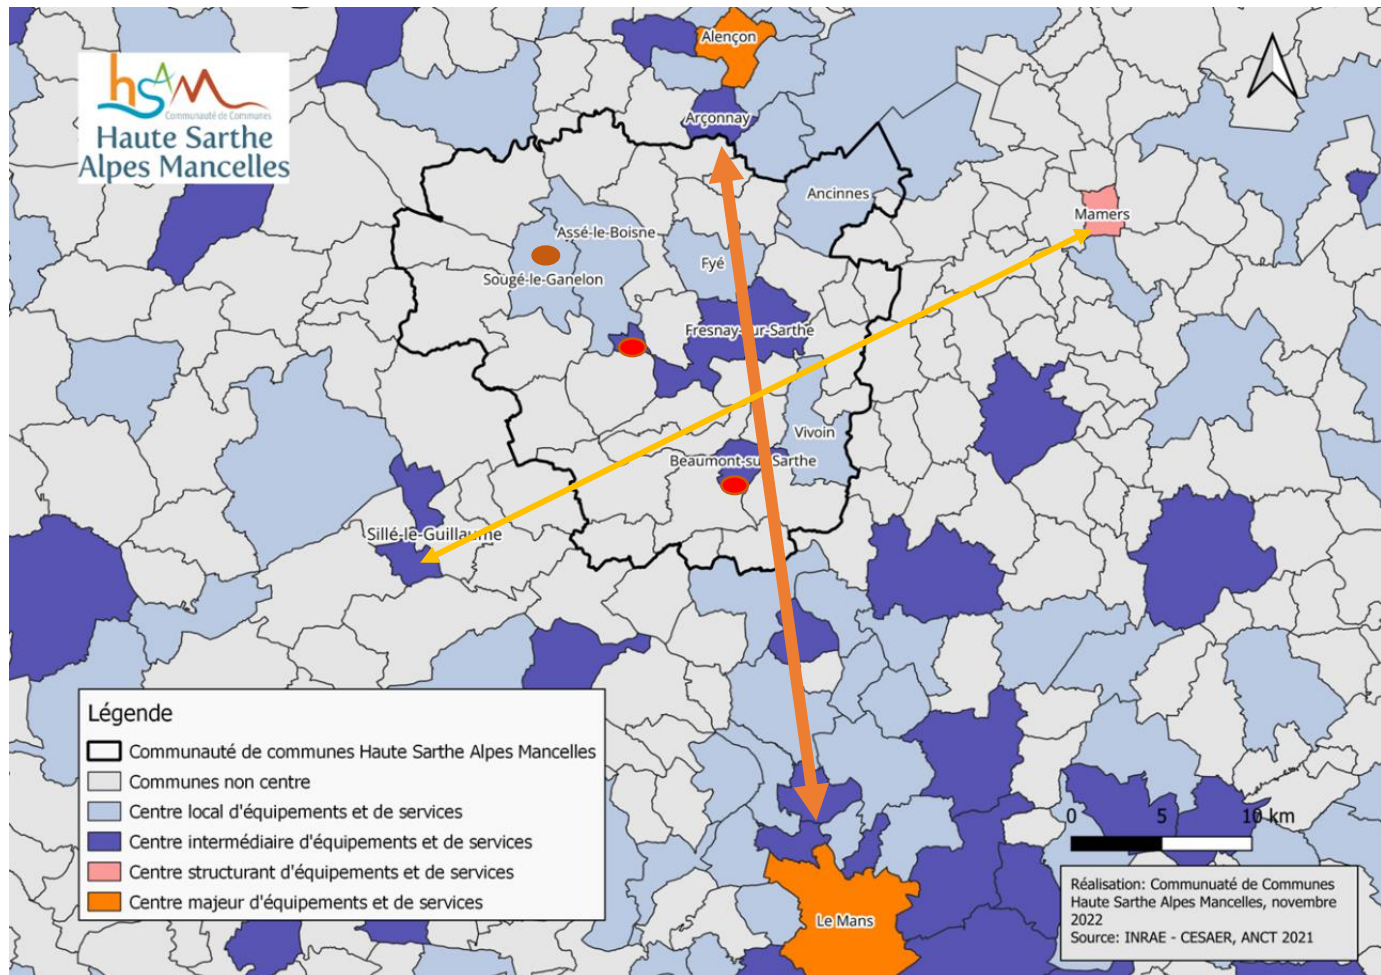 Alençon
hsAM
Communauté de Communes
Haute Sarthe
Alpes Mancelles
Arçonnay
Ancinnes
Mamers
Assé-le-Boisne
Fyé
Sougé-le-Ganelon
Fresnay-sur-Sarthe
Vivoin
Beaumont-sur-Sarthe
Sillé-le-Guillaume
Légende
Communauté de communes Haute Sarthe Alpes Mancelles
Communes non centre
Centre local d'équipements et de services
Centre intermédiaire d'équipements et de services
Centre structurant d'équipements et de services
Centre majeur d'équipements et de services
0 5 10 km
Réalisation: Communuaté de Communes
Haute Sarthe Alpes Mancelles, novembre
2022
Source: INRAE - CESAER, ANCT 2021
Le Mans